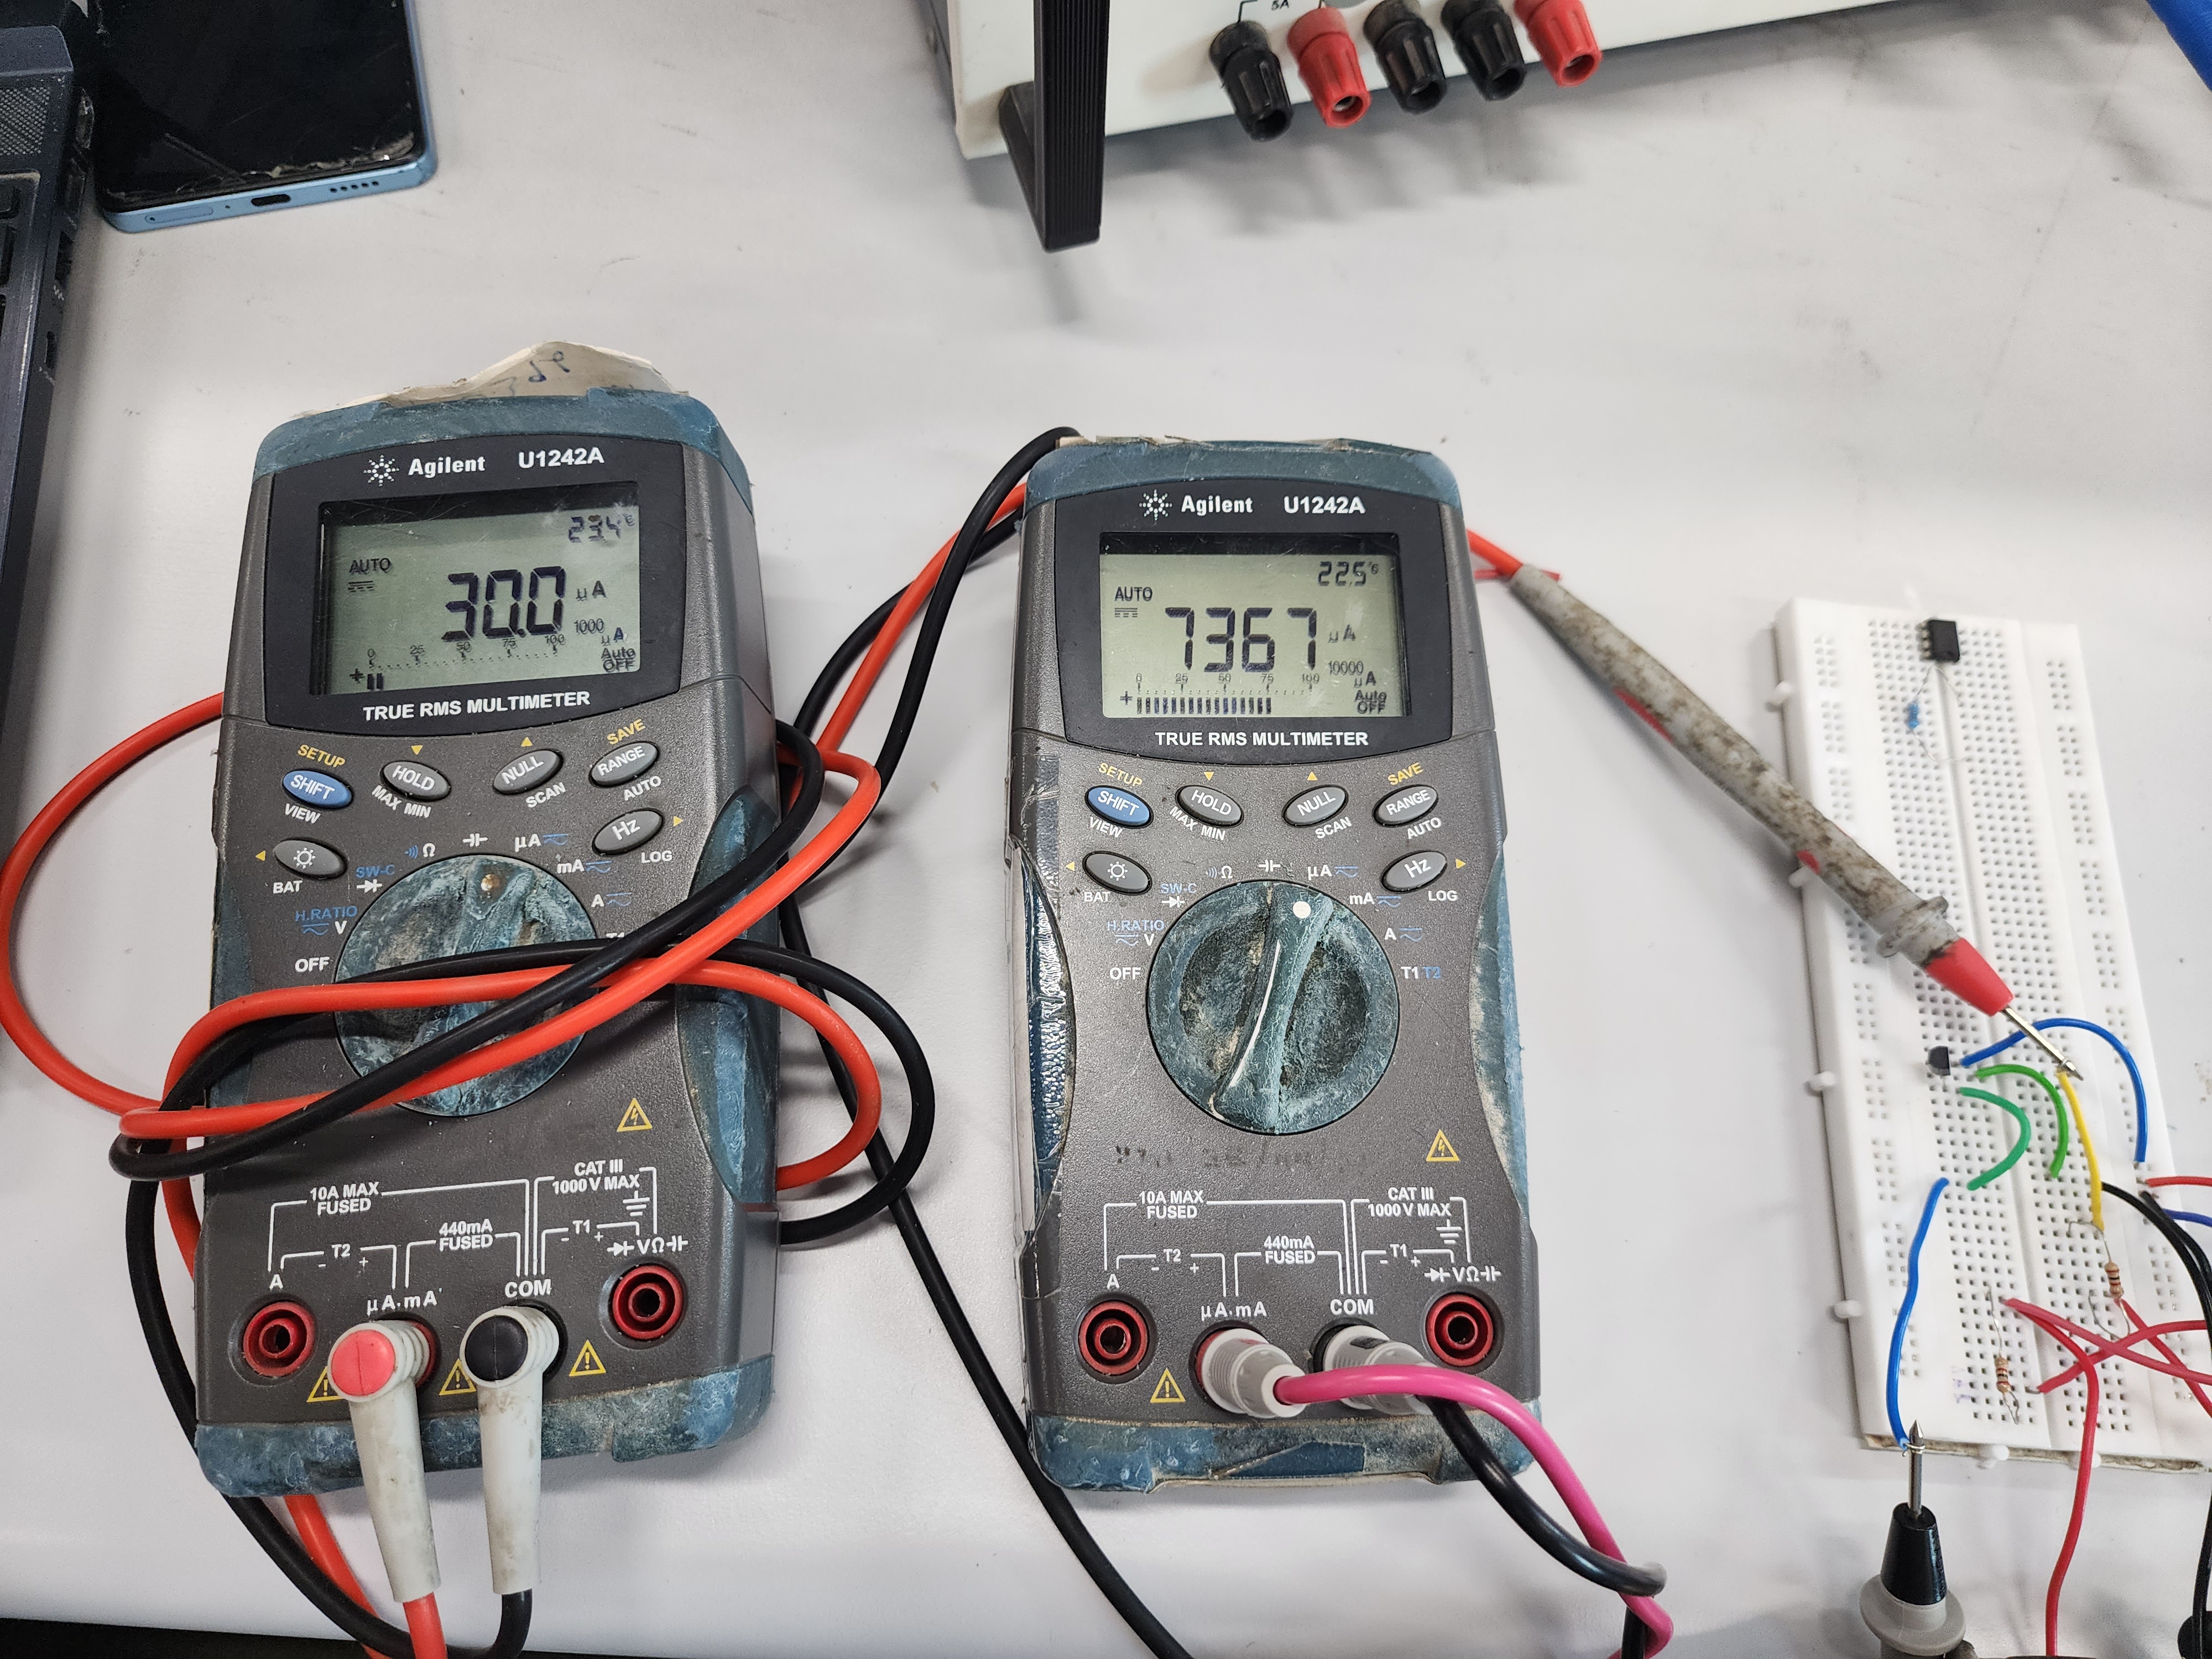 5A
Agilent U1242A
23.4°C
AUTO
30.0 µA
1000 µA
0 25 50 75 100
Auto
OFF
+
TRUE RMS MULTIMETER
SETUP
SAVE
SHIFT
HOLD
NULL
RANGE
VIEW
MAX MIN
SCAN
AUTO
Hz
LOG
BAT
SW-C
Ω
µA
mA
A
H.RATIO
V
OFF
T1
CAT III
1000 V MAX
10A MAX
FUSED
440mA
FUSED
T2
- +
T1
- +
A
µA.mA
COM
VΩ
Agilent U1242A
22.5°C
AUTO
7367 µA
10000 µA
0 25 50 75 100
Auto
OFF
+
TRUE RMS MULTIMETER
SETUP
SAVE
SHIFT
HOLD
NULL
RANGE
VIEW
MAX MIN
SCAN
AUTO
Hz
LOG
BAT
SW-C
Ω
µA
mA
A
H.RATIO
V
OFF
T1 T2
CAT III
1000 V MAX
10A MAX
FUSED
440mA
FUSED
T2
- +
T1
- +
A
µA.mA
COM
VΩ